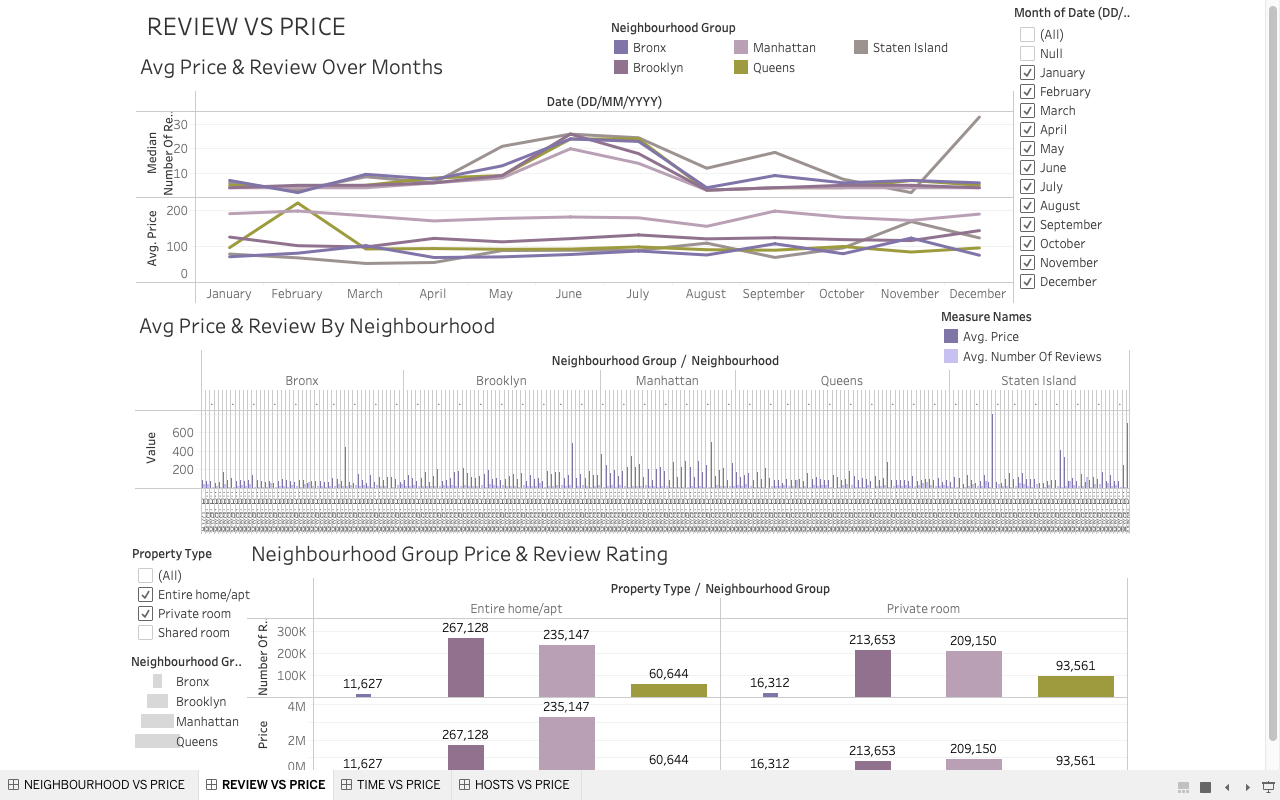 REVIEW VS PRICE
Neighbourhood Group
Bronx
Manhattan
Staten Island
Brooklyn
Queens
Month of Date (DD/..
(All)
Null
January
February
March
April
May
June
July
August
September
October
November
December
Avg Price & Review Over Months
Date (DD/MM/YYYY)
Median
Number Of Re..
30
20
10
Avg. Price
200
100
0
January February March April May June July August September October November December
Avg Price & Review By Neighbourhood
Measure Names
Avg. Price
Avg. Number Of Reviews
Neighbourhood Group / Neighbourhood
Bronx Brooklyn Manhattan Queens Staten Island
Value
600
400
200
Property Type
(All)
Entire home/apt
Private room
Shared room
Neighbourhood Gr..
Bronx
Brooklyn
Manhattan
Queens
Neighbourhood Group Price & Review Rating
Property Type / Neighbourhood Group
Entire home/apt Private room
Number Of R..
300K
200K
100K
11,627 267,128 235,147 60,644 16,312 213,653 209,150 93,561
Price
4M
2M
0M
11,627 267,128 235,147 60,644 16,312 213,653 209,150 93,561
NEIGHBOURHOOD VS PRICE REVIEW VS PRICE TIME VS PRICE HOSTS VS PRICE